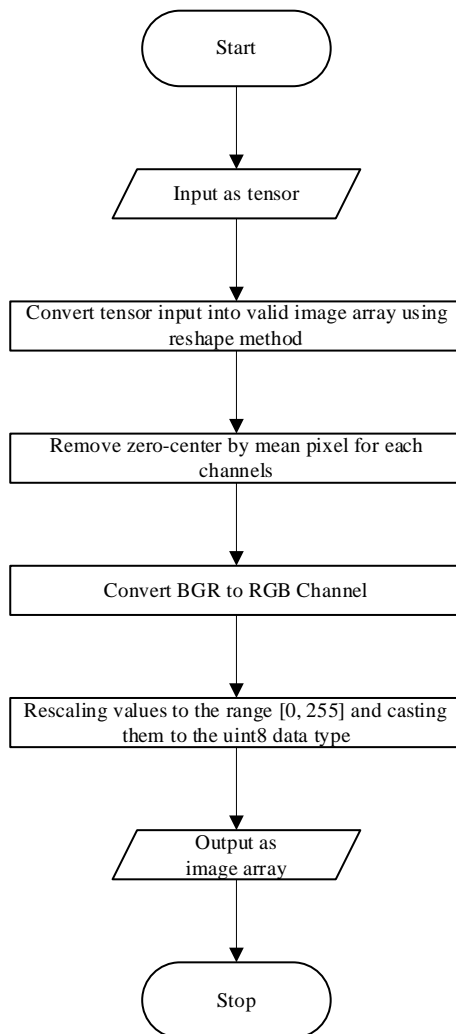 Start
Input as tensor
Convert tensor input into valid image array using
reshape method
Remove zero-center by mean pixel for each
channels
Convert BGR to RGB Channel
Rescaling values to the range [0, 255] and casting
them to the uint8 data type
Output as
image array
Stop